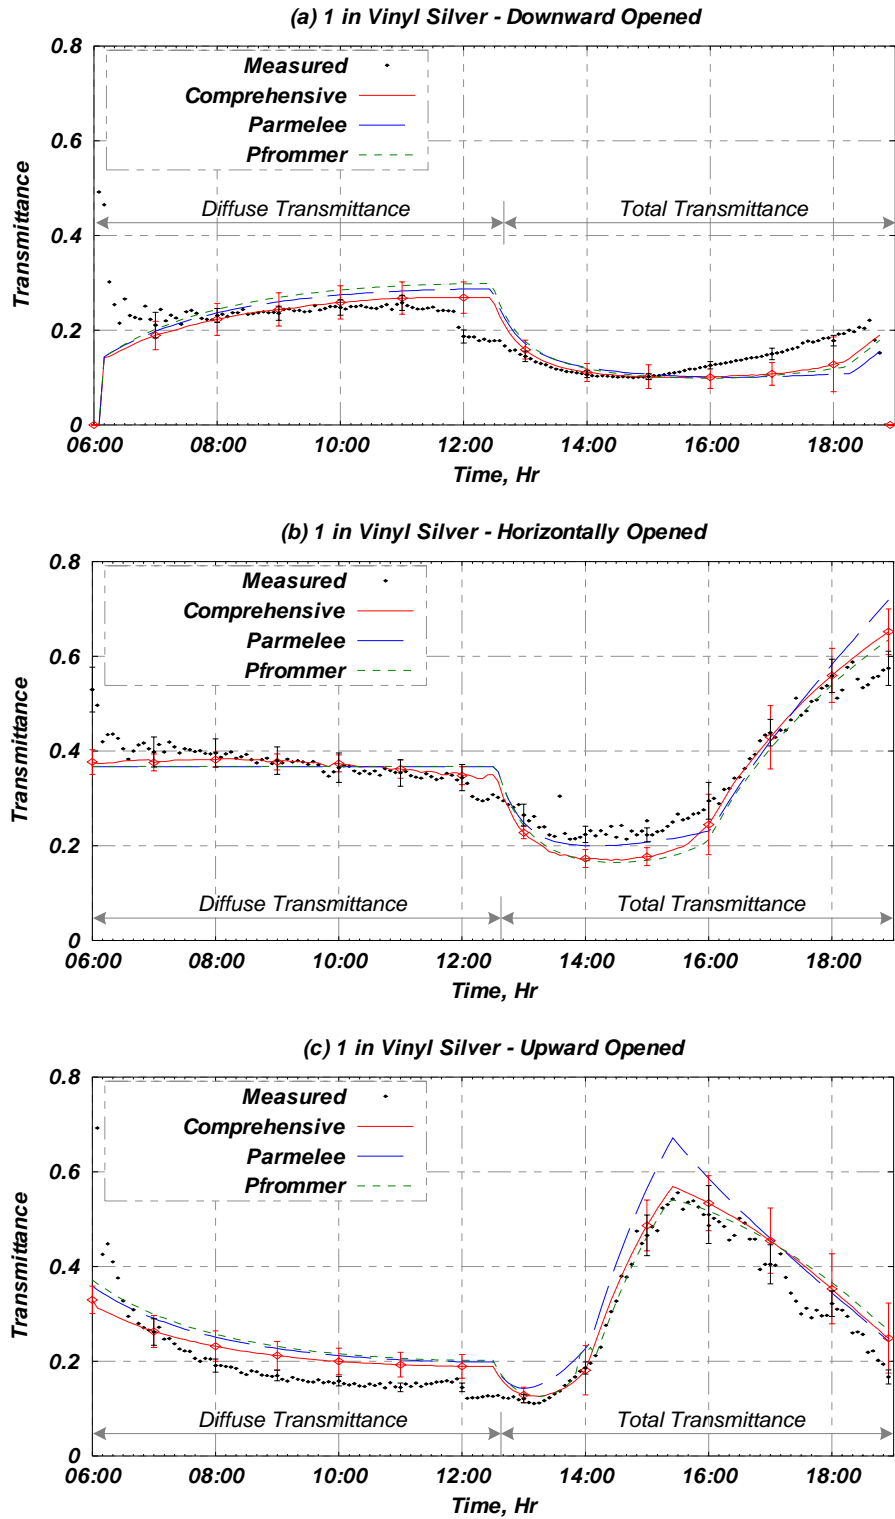 (a) 1 in Vinyl Silver - Downward Opened
0.8
Measured
Comprehensive
Parmelee
Pfrommer
0.6
Transmittance
0.4
Diffuse Transmittance
Total Transmittance
0.2
0
06:00 08:00 10:00 12:00 14:00 16:00 18:00
Time, Hr
(b) 1 in Vinyl Silver - Horizontally Opened
0.8
Measured
Comprehensive
Parmelee
Pfrommer
0.6
Transmittance
0.4
0.2
Diffuse Transmittance
Total Transmittance
0
06:00 08:00 10:00 12:00 14:00 16:00 18:00
Time, Hr
(c) 1 in Vinyl Silver - Upward Opened
0.8
Measured
Comprehensive
Parmelee
Pfrommer
0.6
Transmittance
0.4
0.2
Diffuse Transmittance
Total Transmittance
0
06:00 08:00 10:00 12:00 14:00 16:00 18:00
Time, Hr